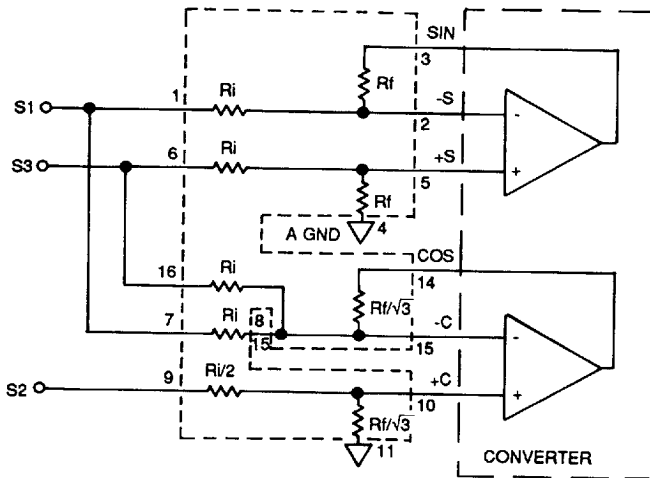 SIN
3
S1
1
Ri
Rf
-S
2
-
S3
6
Ri
+S
5
+
Rf
4
A GND
COS
14
16
Ri
Rf/√3
7
Ri
8
15
-C
15
-
S2
9
Ri/2
+C
10
+
Rf/√3
11
CONVERTER